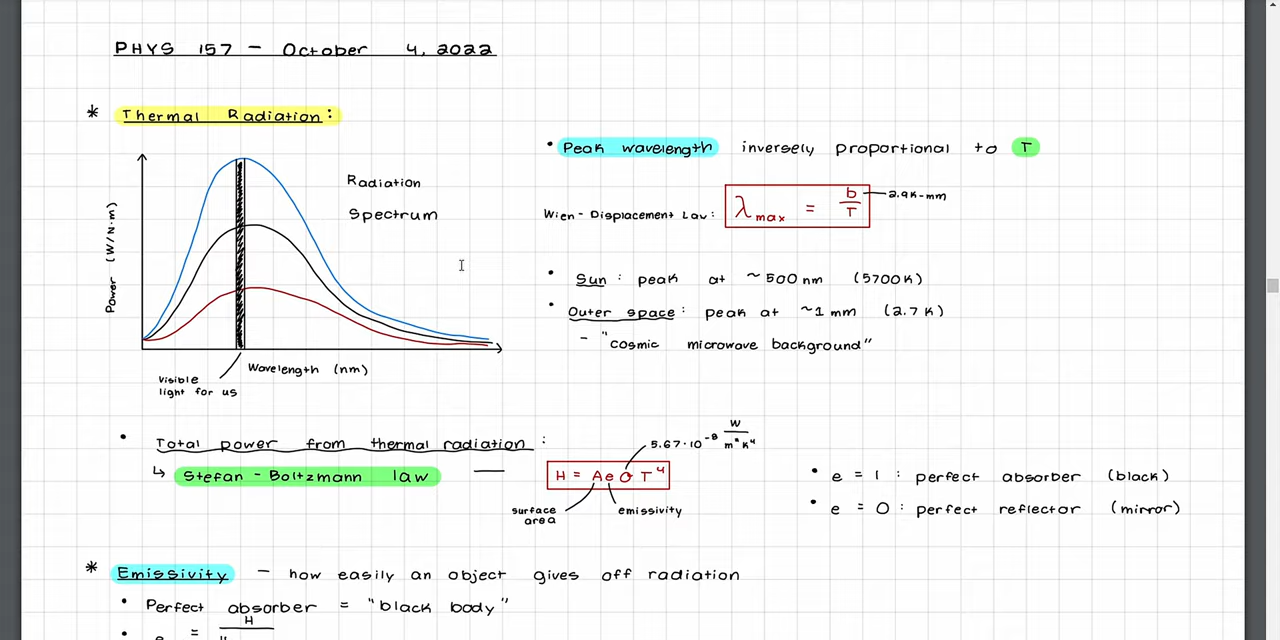 PHYS 157 - October 4, 2022
* Thermal Radiation:
Radiation
Spectrum
Power (W/N·m)
Wavelength (nm)
Visible
light for us
• Peak wavelength inversely proportional to T
Wien-Displacement Law: λmax = b/T 2.9K-mm
• Sun: peak at ~500 nm (5700K)
• Outer space: peak at ~1 mm (2.7 K)
- "cosmic microwave background"
• Total power from thermal radiation:
↳ Stefan-Boltzmann law — H = AeσT⁴
5.67·10⁻⁸ W/m²K⁴
surface
area
emissivity
• e = 1: perfect absorber (black)
• e = 0: perfect reflector (mirror)
* Emissivity - how easily an object gives off radiation
• Perfect absorber = "black body"
• e = H